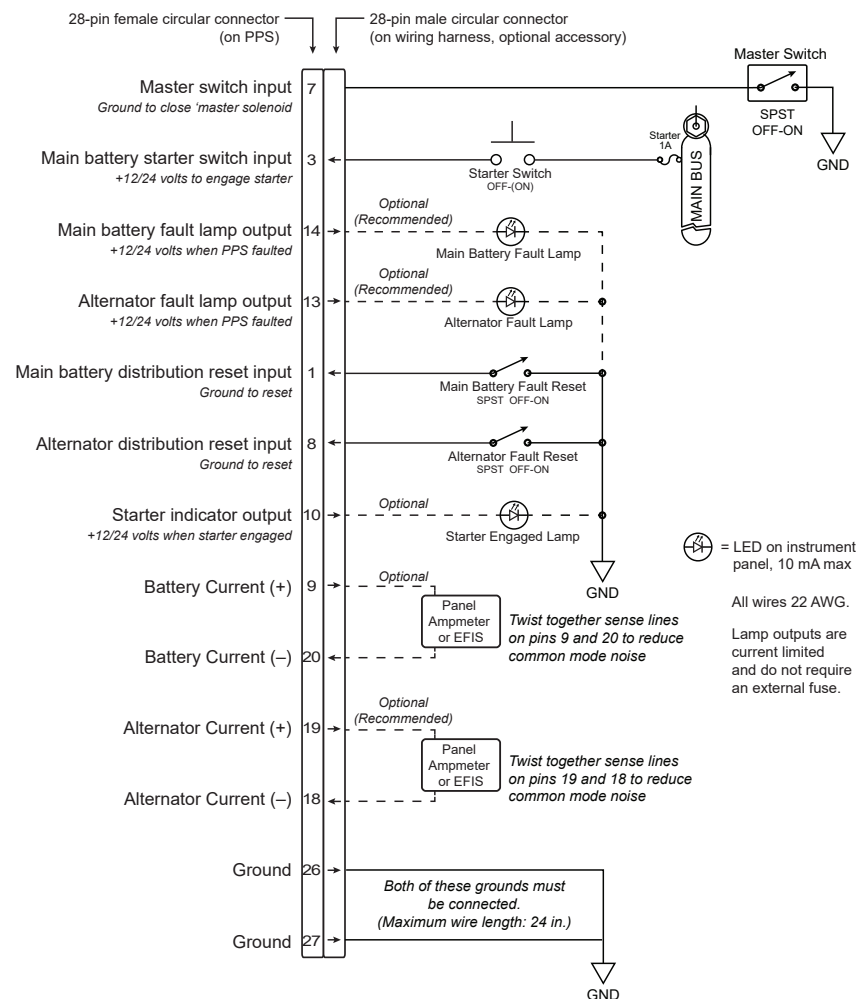 28-pin female circular connector
(on PPS)
28-pin male circular connector
(on wiring harness, optional accessory)
Master Switch
Master switch input
Ground to close ‘master solenoid
7
SPST
OFF-ON
GND
Main battery starter switch input
+12/24 volts to engage starter
3
Starter Switch
OFF-(ON)
Starter
1A
MAIN BUS
Main battery fault lamp output
+12/24 volts when PPS faulted
14
Optional
(Recommended)
Main Battery Fault Lamp
Alternator fault lamp output
+12/24 volts when PPS faulted
13
Optional
(Recommended)
Alternator Fault Lamp
Main battery distribution reset input
Ground to reset
1
Main Battery Fault Reset
SPST OFF-ON
Alternator distribution reset input
Ground to reset
8
Alternator Fault Reset
SPST OFF-ON
Starter indicator output
+12/24 volts when starter engaged
10
Optional
Starter Engaged Lamp
GND
= LED on instrument
panel, 10 mA max
All wires 22 AWG.
Lamp outputs are
current limited
and do not require
an external fuse.
Battery Current (+)
9
Optional
Panel
Ampmeter
or EFIS
Twist together sense lines
on pins 9 and 20 to reduce
common mode noise
Battery Current (–)
20
Alternator Current (+)
19
Optional
(Recommended)
Panel
Ampmeter
or EFIS
Twist together sense lines
on pins 19 and 18 to reduce
common mode noise
Alternator Current (–)
18
Ground
26
Both of these grounds must
be connected.
(Maximum wire length: 24 in.)
Ground
27
GND